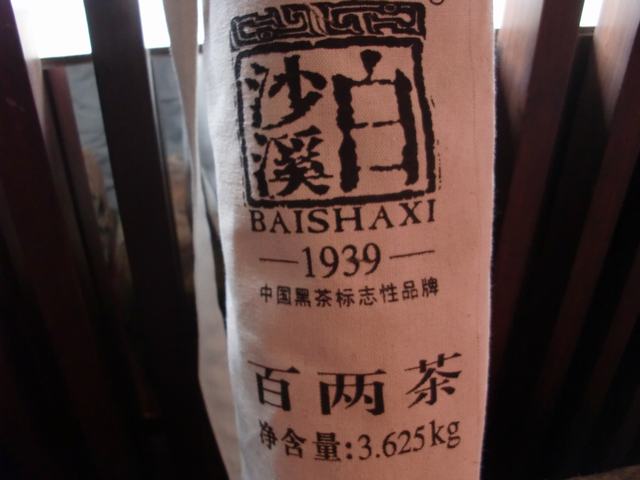 白沙溪
BAISHAXI
—1939—
中国黑茶标志性品牌
百两茶
净含量:3.625kg